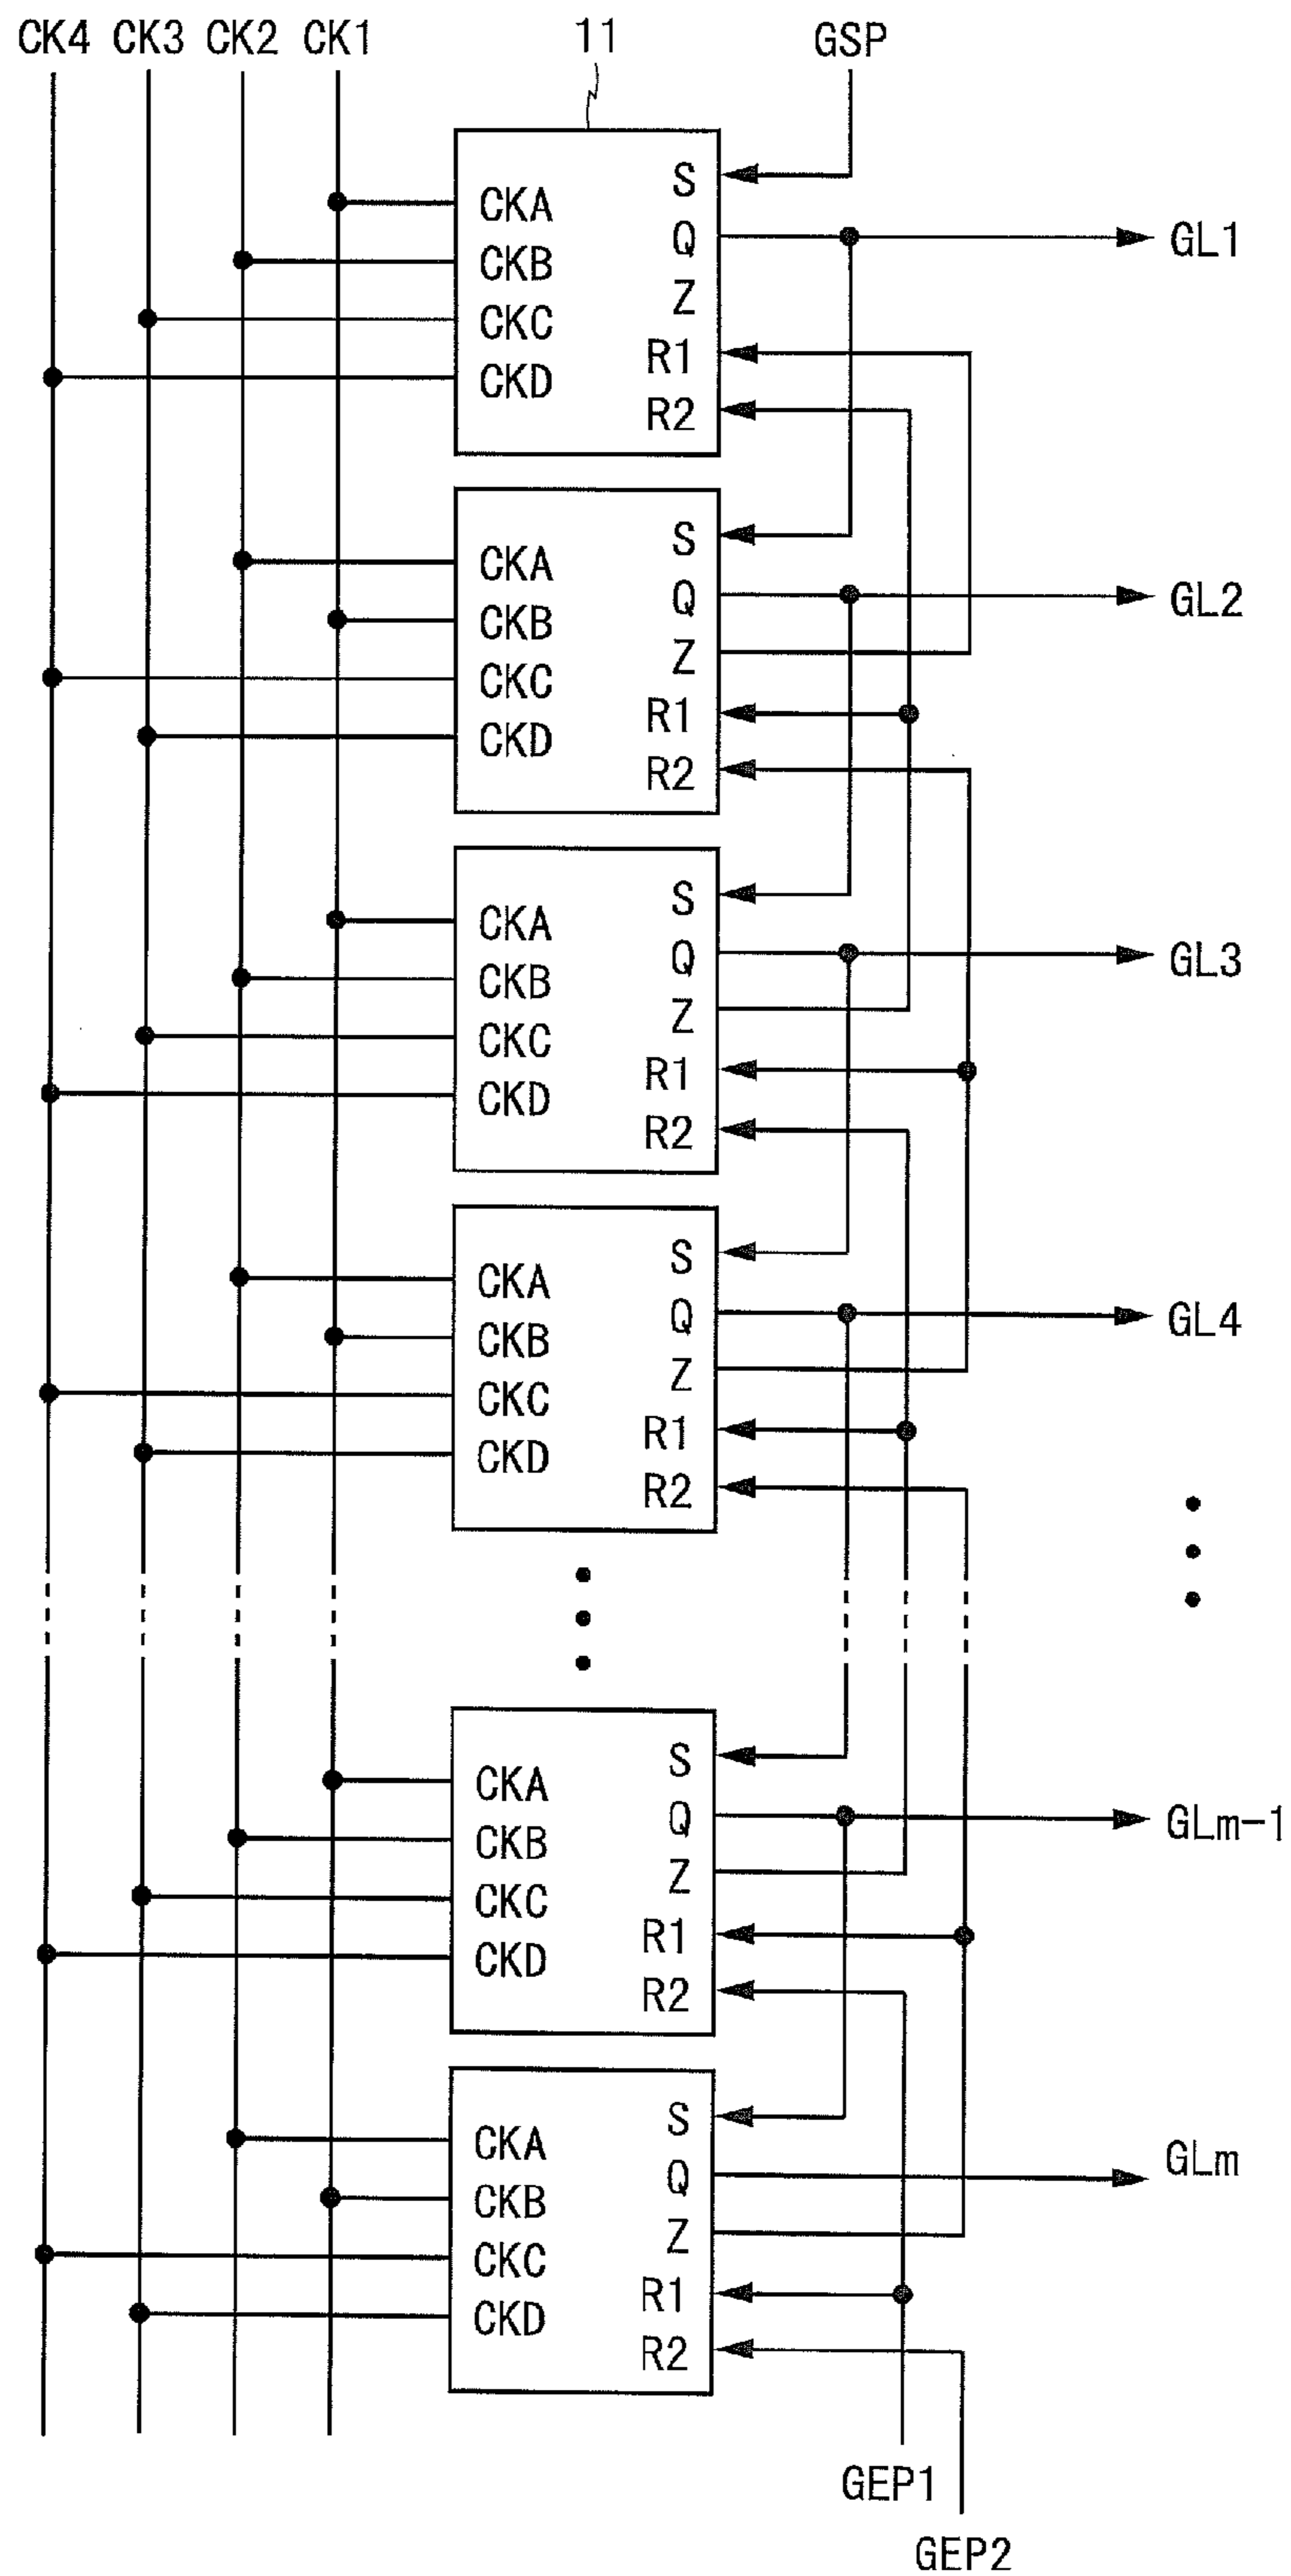 CK4 CK3 CK2 CK1 11 GSP
S
CKA
Q GL1
CKB
Z
CKC
R1
CKD
R2
S
CKA
Q GL2
CKB
Z
CKC
R1
CKD
R2
S
CKA
Q GL3
CKB
Z
CKC
R1
CKD
R2
S
CKA
Q GL4
CKB
Z
CKC
R1
CKD
R2
S
CKA
Q GLm-1
CKB
Z
CKC
R1
CKD
R2
S
CKA
Q GLm
CKB
Z
CKC
R1
CKD
R2
GEP1
GEP2